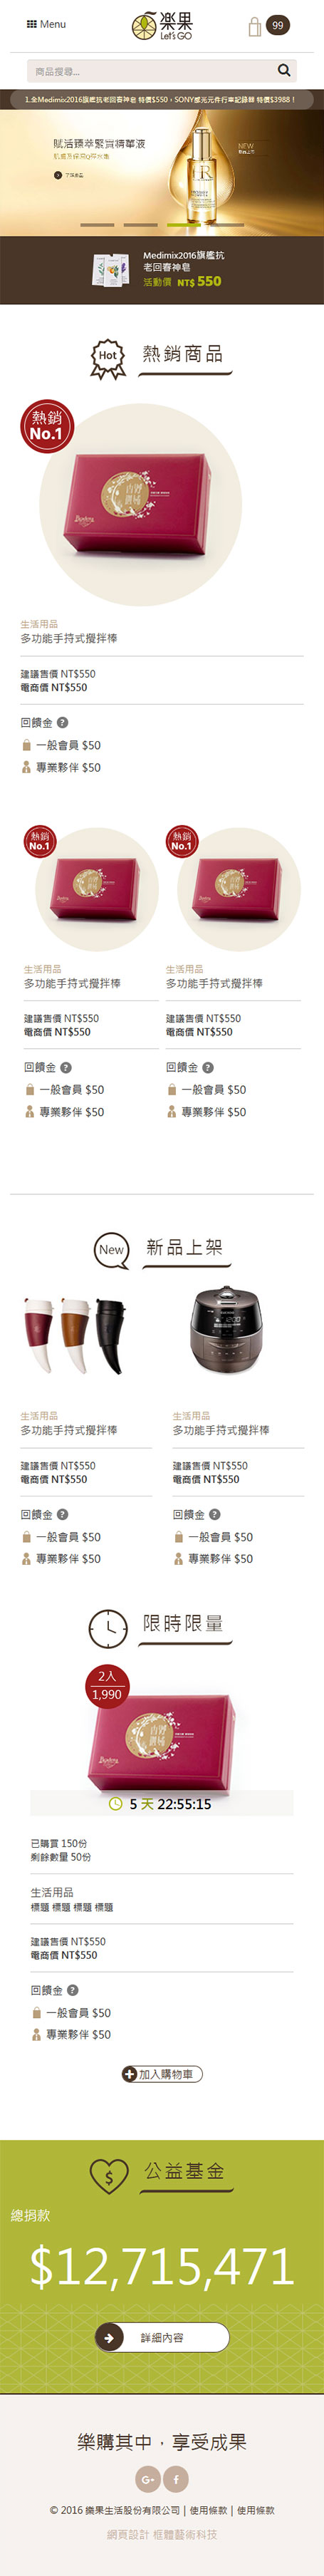 Menu
樂果
Let's GO
99
商品搜尋...
1.全Medimix2016旗艦抗老回春神皂 特價$550，SONY感光元件行車記錄器 特價$3988！
賦活臻萃緊質精華液
NEW
了解產品
HR
Medimix2016旗艦抗
老回春神皂
活動價 NT$ 550
Hot
熱銷商品
熱銷
No.1
生活用品
多功能手持式攪拌棒
建議售價 NT$550
電商價 NT$550
回饋金 ?
一般會員 $50
專業夥伴 $50
熱銷
No.1
熱銷
No.1
生活用品
生活用品
多功能手持式攪拌棒
多功能手持式攪拌棒
建議售價 NT$550
建議售價 NT$550
電商價 NT$550
電商價 NT$550
回饋金 ?
回饋金 ?
一般會員 $50
一般會員 $50
專業夥伴 $50
專業夥伴 $50
New
新品上架
生活用品
生活用品
多功能手持式攪拌棒
多功能手持式攪拌棒
建議售價 NT$550
建議售價 NT$550
電商價 NT$550
電商價 NT$550
回饋金 ?
回饋金 ?
一般會員 $50
一般會員 $50
專業夥伴 $50
專業夥伴 $50
限時限量
2入
1,990
5 天 22:55:15
已購買 150份
剩餘數量 50份
生活用品
標題 標題 標題 標題
建議售價 NT$550
電商價 NT$550
回饋金 ?
一般會員 $50
專業夥伴 $50
加入購物車
$
公益基金
總捐款
$12,715,471
詳細內容
樂購其中，享受成果
G+ f
© 2016 樂果生活股份有限公司 | 使用條款 | 使用條款
網頁設計 框體藝術科技